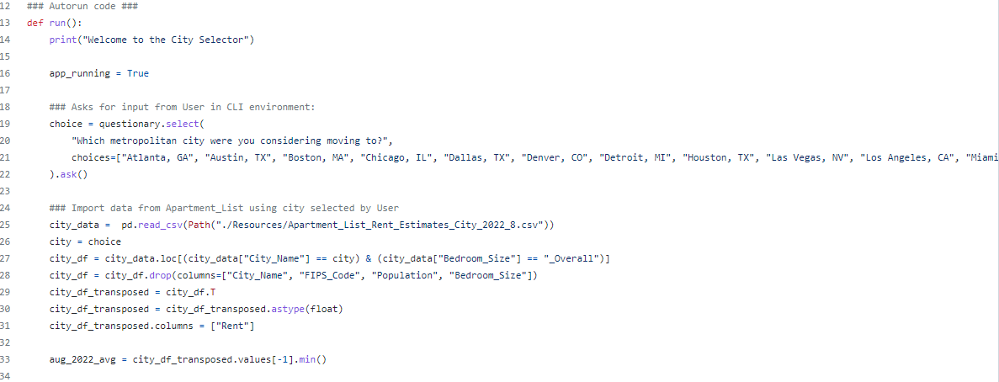 12 ### Autorun code ###
13 def run():
14     print("Welcome to the City Selector")
15
16     app_running = True
17
18     ### Asks for input from User in CLI environment:
19     choice = questionary.select(
20         "Which metropolitan city were you considering moving to?",
21         choices=["Atlanta, GA", "Austin, TX", "Boston, MA", "Chicago, IL", "Dallas, TX", "Denver, CO", "Detroit, MI", "Houston, TX", "Las Vegas, NV", "Los Angeles, CA", "Miami
22     ).ask()
23
24     ### Import data from Apartment_List using city selected by User
25     city_data =  pd.read_csv(Path("./Resources/Apartment_List_Rent_Estimates_City_2022_8.csv"))
26     city = choice
27     city_df = city_data.loc[(city_data["City_Name"] == city) & (city_data["Bedroom_Size"] == "_Overall")]
28     city_df = city_df.drop(columns=["City_Name", "FIPS_Code", "Population", "Bedroom_Size"])
29     city_df_transposed = city_df.T
30     city_df_transposed = city_df_transposed.astype(float)
31     city_df_transposed.columns = ["Rent"]
32
33     aug_2022_avg = city_df_transposed.values[-1].min()
34